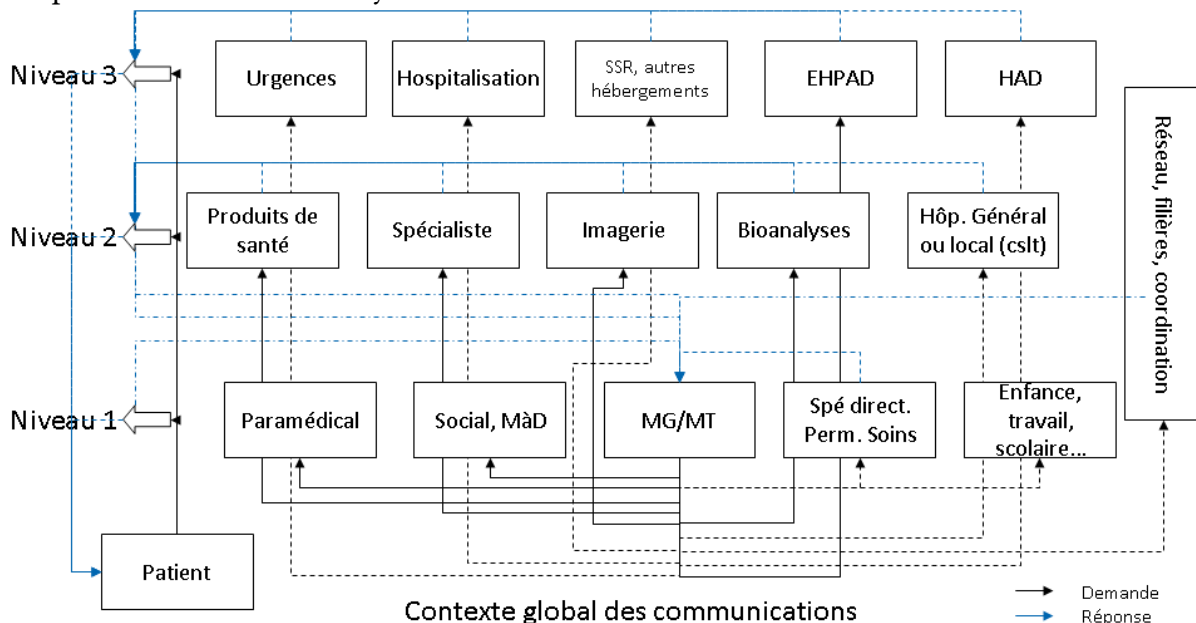 Niveau 3
Urgences
Hospitalisation
SSR, autres
hébergements
EHPAD
HAD
Réseau, filières, coordination
Niveau 2
Produits de
santé
Spécialiste
Imagerie
Bioanalyses
Hôp. Général
ou local (cslt)
Niveau 1
Paramédical
Social, MàD
MG/MT
Spé direct.
Perm. Soins
Enfance,
travail,
scolaire...
Patient
Contexte global des communications
Demande
Réponse